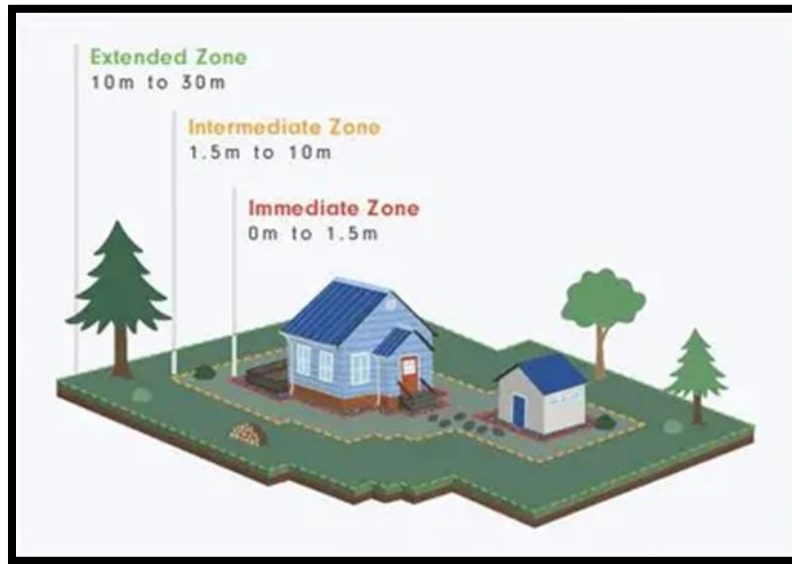 Extended Zone
10m to 30m
Intermediate Zone
1.5m to 10m
Immediate Zone
0m to 1.5m